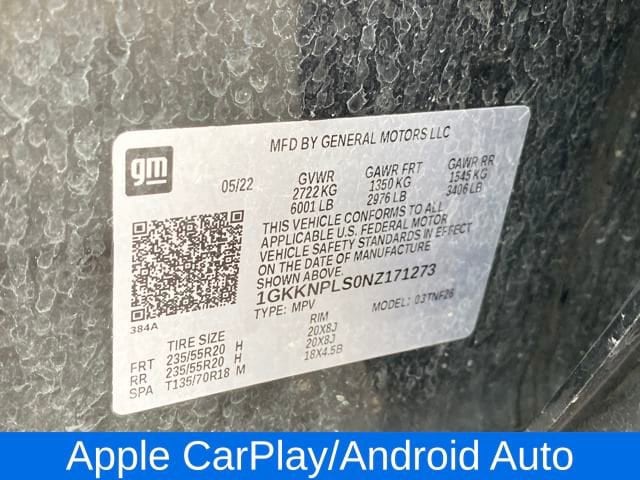 MFD BY GENERAL MOTORS LLC
gm
05/22 GVWR GAWR FRT GAWR RR
2722 KG 1350 KG 1545 KG
6001 LB 2976 LB 3406 LB
THIS VEHICLE CONFORMS TO ALL
APPLICABLE U.S. FEDERAL MOTOR
VEHICLE SAFETY STANDARDS IN EFFECT
ON THE DATE OF MANUFACTURE
SHOWN ABOVE.
1GKKNPLS0NZ171273
TYPE: MPV MODEL: 03TNF26
384A
TIRE SIZE RIM
FRT 235/55R20 H 20X8J
RR 235/55R20 H 20X8J
SPA T135/70R18 M 18X4.5B
Apple CarPlay/Android Auto